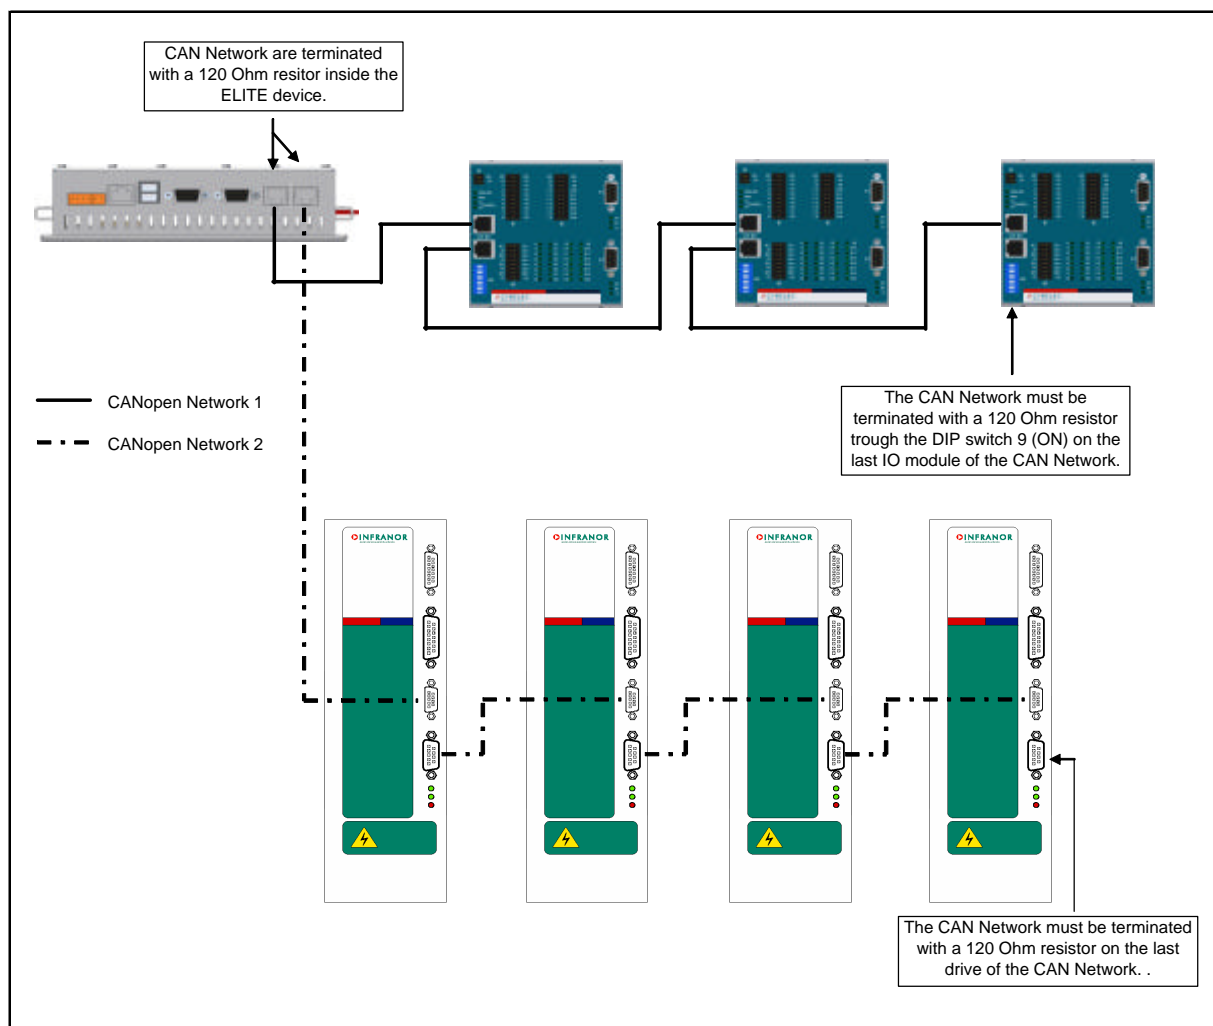 CAN Network are terminated
with a 120 Ohm resitor inside the
ELITE device.
CANopen Network 1
CANopen Network 2
The CAN Network must be
terminated with a 120 Ohm resistor
trough the DIP switch 9 (ON) on the
last IO module of the CAN Network.
INFRANOR
INFRANOR
INFRANOR
INFRANOR
The CAN Network must be terminated
with a 120 Ohm resistor on the last
drive of the CAN Network. .